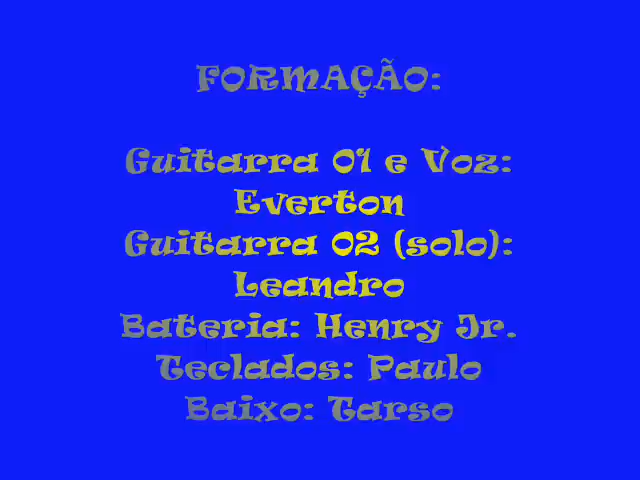 FORMAÇÃO:
Guitarra 01 e Voz:
Everton
Guitarra 02 (solo):
Leandro
Bateria: Henry Jr.
Teclados: Paulo
Baixo: Tarso